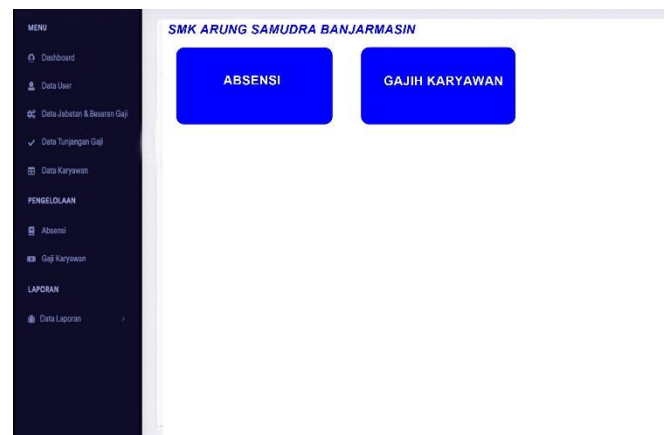 MENU
Dashboard
Data User
Data Jabatan & Besaran Gaji
Data Tunjangan Gaji
Data Karyawan
PENGELOLAAN
Absensi
Gaji Karyawan
LAPORAN
Data Laporan
SMK ARUNG SAMUDRA BANJARMASIN
ABSENSI
GAJIH KARYAWAN